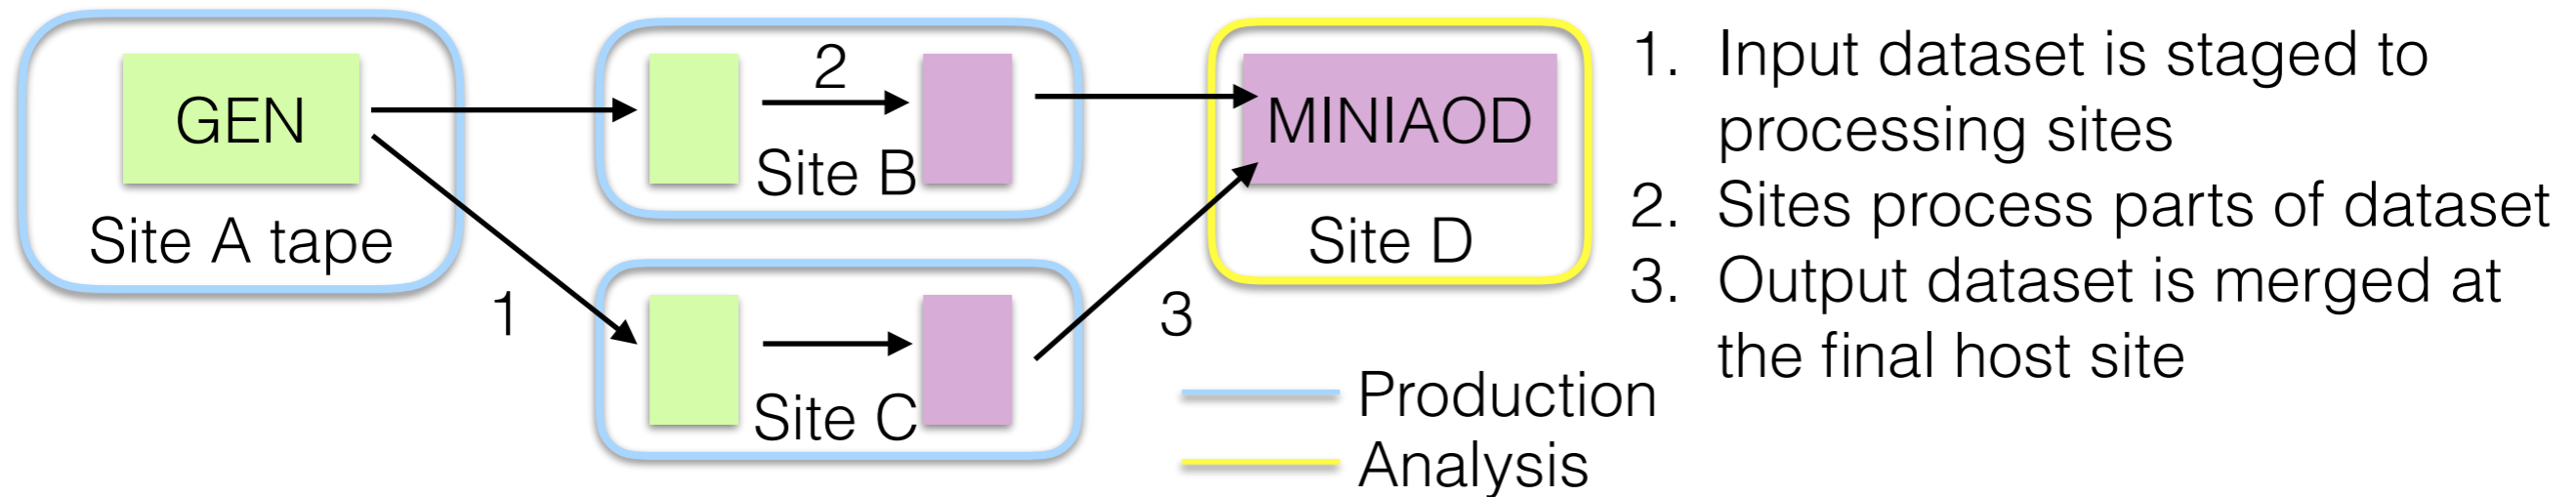 GEN
Site A tape
1
2
Site B
Site C
3
MINIAOD
Site D
Production
Analysis
1. Input dataset is staged to
processing sites
2. Sites process parts of dataset
3. Output dataset is merged at
the final host site